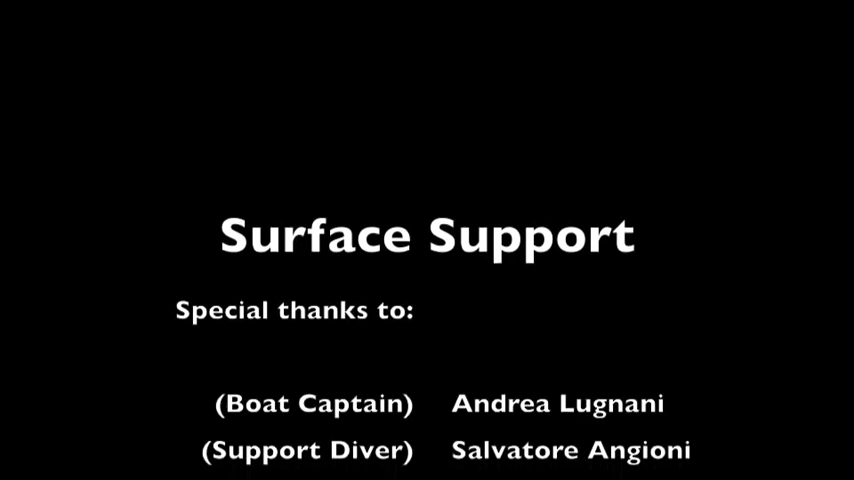 Surface Support
Special thanks to:
(Boat Captain) Andrea Lugnani
(Support Diver) Salvatore Angioni